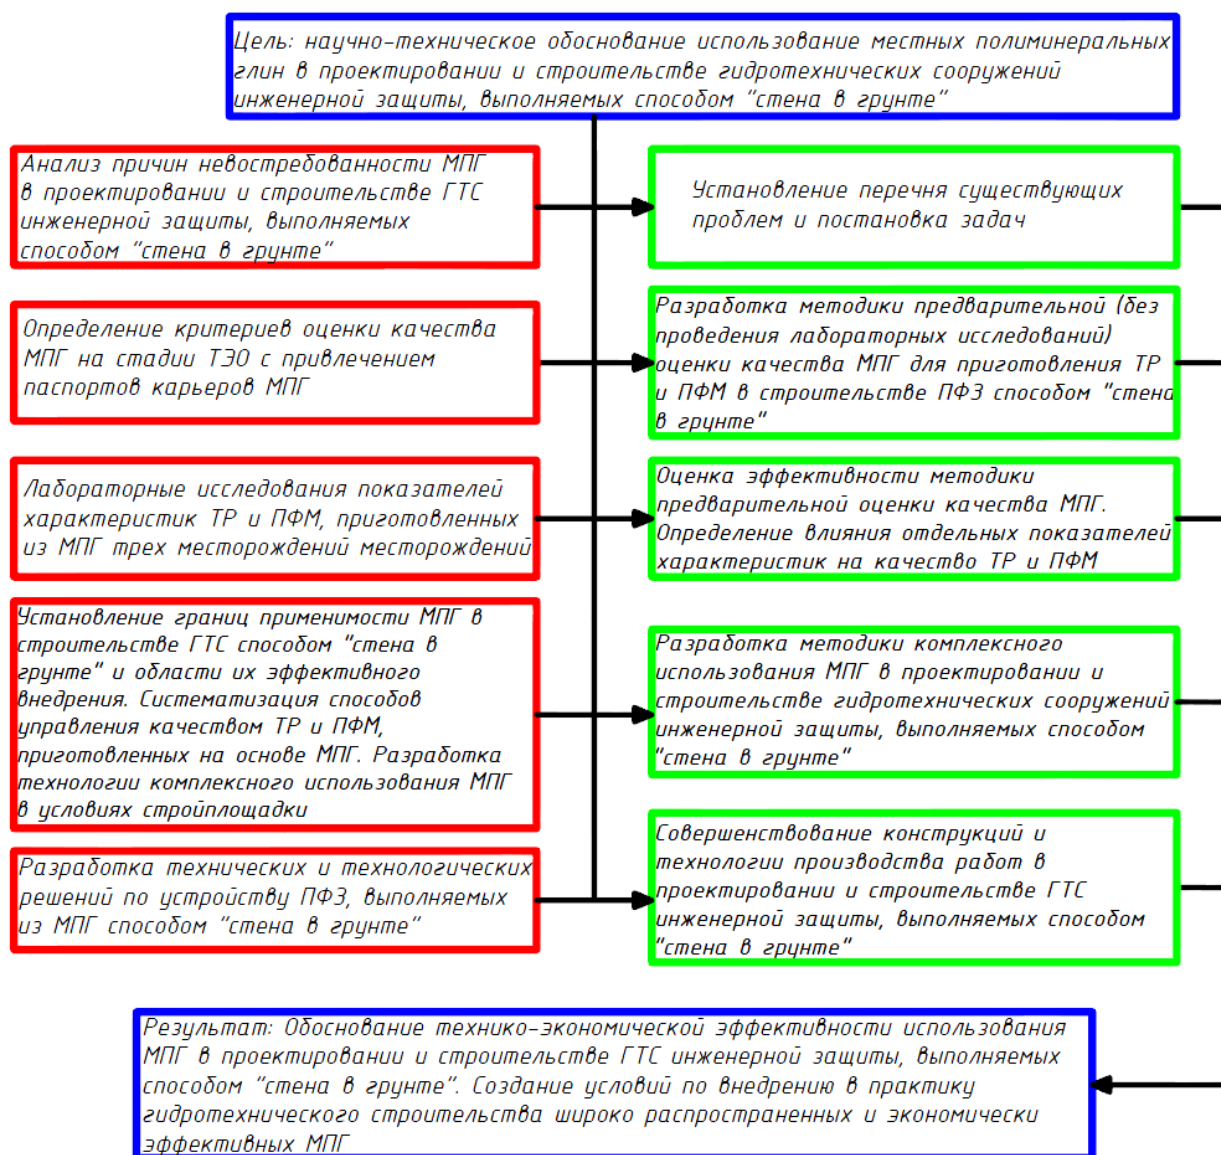 Цель: научно-техническое обоснование использование местных полиминеральных
глин в проектировании и строительстве гидротехнических сооружений
инженерной защиты, выполняемых способом "стена в грунте"
Анализ причин невостребованности МПГ
в проектировании и строительстве ГТС
инженерной защиты, выполняемых
способом "стена в грунте"
Установление перечня существующих
проблем и постановка задач
Определение критериев оценки качества
МПГ на стадии ТЭО с привлечением
паспортов карьеров МПГ
Разработка методики предварительной (без
проведения лабораторных исследований)
оценки качества МПГ для приготовления ТР
и ПФМ в строительстве ПФЗ способом "стена
в грунте"
Лабораторные исследования показателей
характеристик ТР и ПФМ, приготовленных
из МПГ трех месторождений месторождений
Оценка эффективности методики
предварительной оценки качества МПГ.
Определение влияния отдельных показателей
характеристик на качество ТР и ПФМ
Установление границ применимости МПГ в
строительстве ГТС способом "стена в
грунте" и области их эффективного
внедрения. Систематизация способов
управления качеством ТР и ПФМ,
приготовленных на основе МПГ. Разработка
технологии комплексного использования МПГ
в условиях стройплощадки
Разработка методики комплексного
использования МПГ в проектировании и
строительстве гидротехнических сооружений
инженерной защиты, выполняемых способом
"стена в грунте"
Разработка технических и технологических
решений по устройству ПФЗ, выполняемых
из МПГ способом "стена в грунте"
Совершенствование конструкций и
технологии производства работ в
проектировании и строительстве ГТС
инженерной защиты, выполняемых способом
"стена в грунте"
Результат: Обоснование технико-экономической эффективности использования
МПГ в проектировании и строительстве ГТС инженерной защиты, выполняемых
способом "стена в грунте". Создание условий по внедрению в практику
гидротехнического строительства широко распространенных и экономически
эффективных МПГ